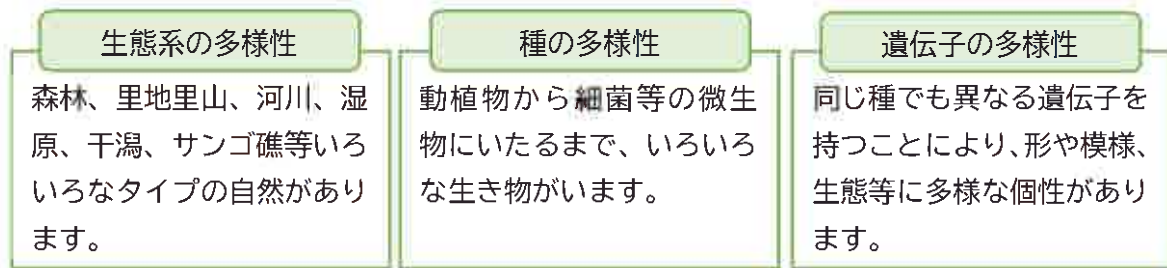 生態系の多様性
森林、里地里山、河川、湿
原、干潟、サンゴ礁等いろ
いろなタイプの自然があり
ます。
種の多様性
動植物から細菌等の微生
物にいたるまで、いろいろ
な生き物がいます。
遺伝子の多様性
同じ種でも異なる遺伝子を
持つことにより、形や模様、
生態等に多様な個性があり
ます。